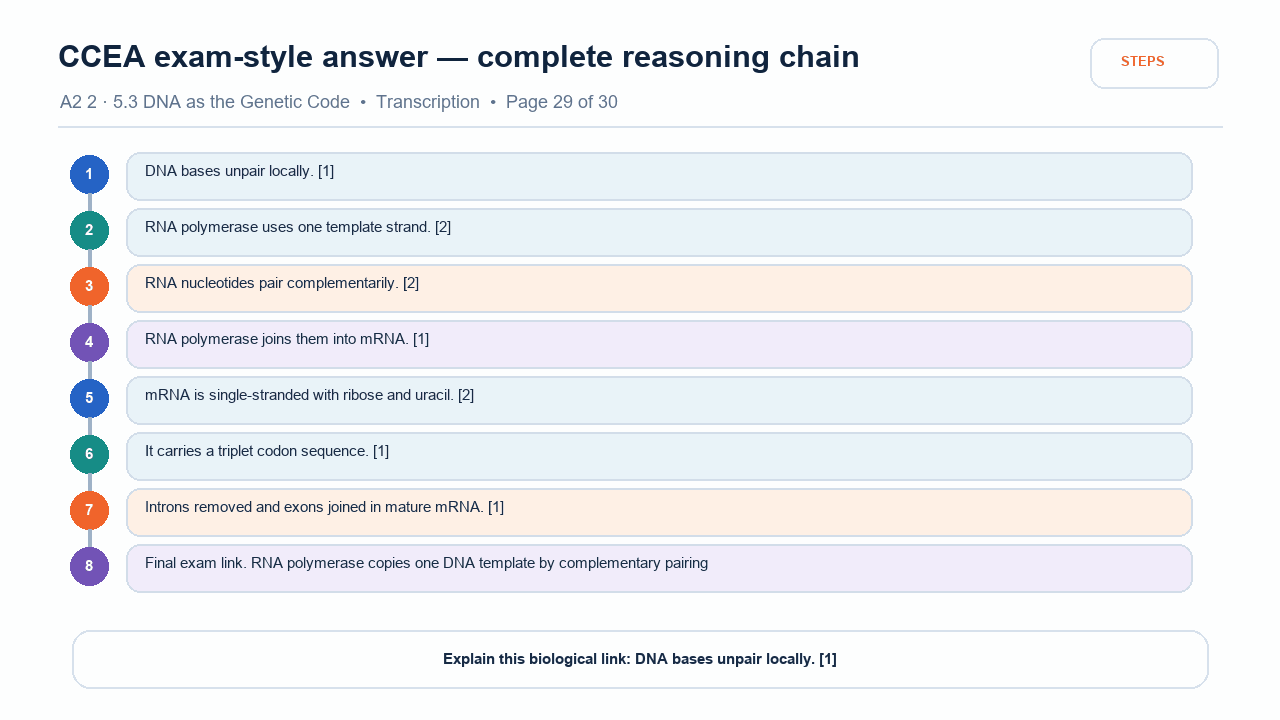 CCEA exam-style answer — complete reasoning chain
STEPS
A2 2 · 5.3 DNA as the Genetic Code • Transcription • Page 29 of 30
1
DNA bases unpair locally. [1]
2
RNA polymerase uses one template strand. [2]
3
RNA nucleotides pair complementarily. [2]
4
RNA polymerase joins them into mRNA. [1]
5
mRNA is single-stranded with ribose and uracil. [2]
6
It carries a triplet codon sequence. [1]
7
Introns removed and exons joined in mature mRNA. [1]
8
Final exam link. RNA polymerase copies one DNA template by complementary pairing
Explain this biological link: DNA bases unpair locally. [1]